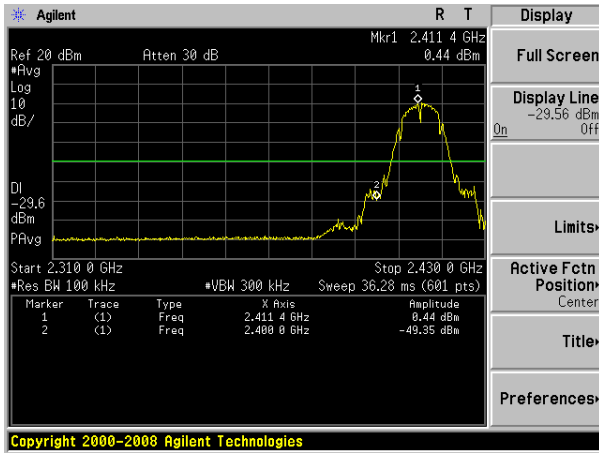 Agilent R T
Mkr1 2.411 4 GHz
Ref 20 dBm Atten 30 dB 0.44 dBm
#Avg
Log
10
dB/
1
2
DI
-29.6
dBm
PAvg
Start 2.310 0 GHz Stop 2.430 0 GHz
#Res BW 100 kHz #VBW 300 kHz Sweep 36.28 ms (601 pts)
Marker Trace Type X Axis Amplitude
1 (1) Freq 2.411 4 GHz 0.44 dBm
2 (1) Freq 2.400 0 GHz -49.35 dBm
Copyright 2000-2008 Agilent Technologies
Display
Full Screen
Display Line
-29.56 dBm
On Off
Limits
Active Fctn
Position
Center
Title
Preferences